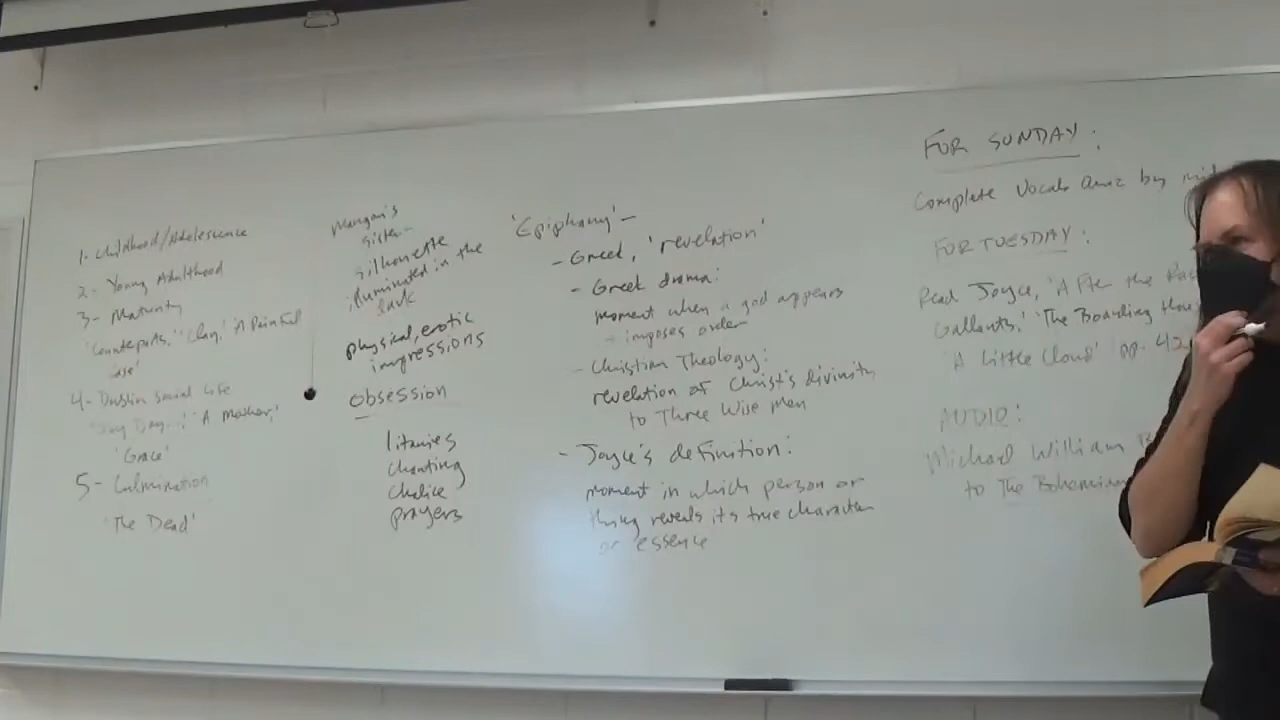 1- Childhood/Adolescence
2- Young Adulthood
3- Maturity
'Counterparts,' 'Clay,' 'A Painful
Case'
4- Dublin Social Life
'Ivy Day...,' 'A Mother,'
'Grace'
5- Culmination
'The Dead'
Mangan's
sister-
silhouette
illuminated in the
dark
physical, erotic
impressions
obsession
litanies
chanting
chalice
prayers
'Epiphany'-
- Greek, 'revelation'
- Greek drama:
moment when a god appears
- imposes order
- Christian Theology:
revelation of Christ's divinity
to Three Wise Men
- Joyce's definition:
moment in which person or
thing reveals its true character
or essence
FOR SUNDAY:
Complete Vocab Quiz by
FOR TUESDAY:
Read Joyce, 'After the
Gallants,' 'The Boarding
'A Little Cloud' pp. 42
AUDIO:
Michael William
to The Bohemian